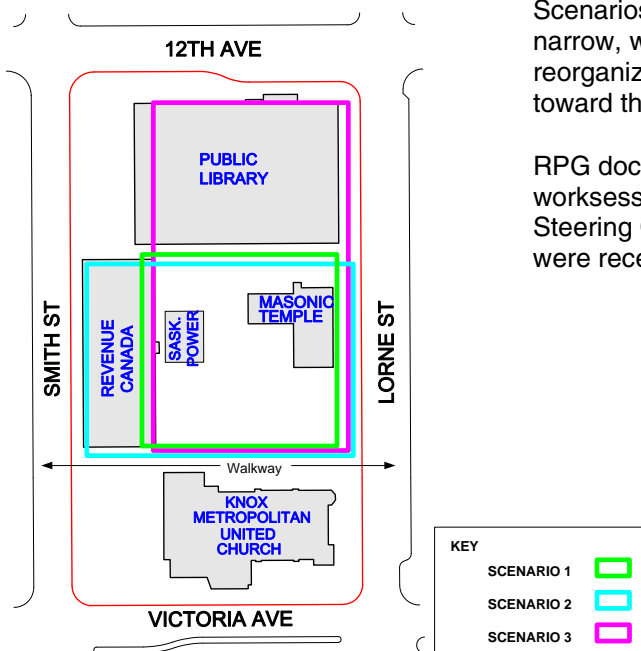 12TH AVE
PUBLIC
LIBRARY
MASONIC
TEMPLE
SASK.
POWER
REVENUE
CANADA
SMITH ST
LORNE ST
Walkway
KNOX
METROPOLITAN
UNITED
CHURCH
VICTORIA AVE
narrow, w
reorganiz
toward th
RPG doc
worksess
Steering
were rece
KEY
SCENARIO 1
SCENARIO 2
SCENARIO 3